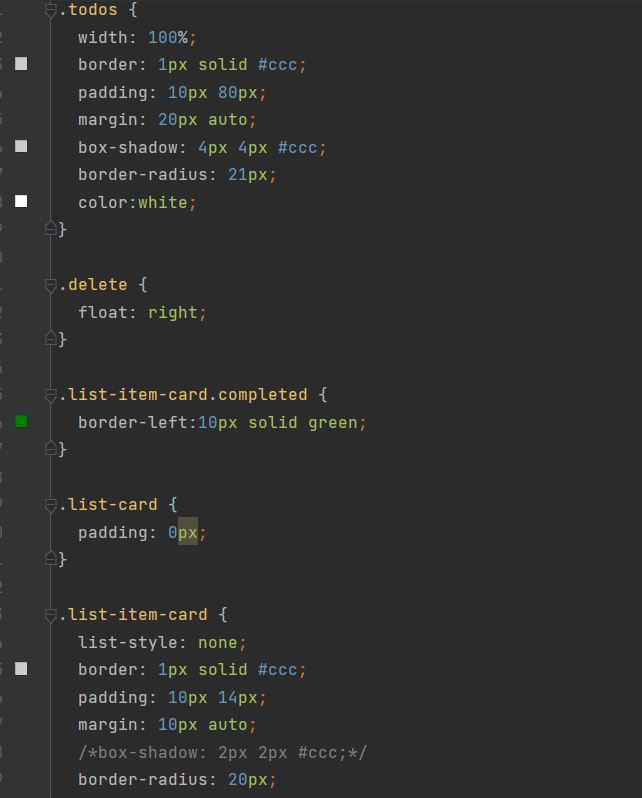 .todos {
width: 100%;
border: 1px solid #ccc;
padding: 10px 80px;
margin: 20px auto;
box-shadow: 4px 4px #ccc;
border-radius: 21px;
color:white;
}
.delete {
float: right;
}
.list-item-card.completed {
border-left:10px solid green;
}
.list-card {
padding: 0px;
}
.list-item-card {
list-style: none;
border: 1px solid #ccc;
padding: 10px 14px;
margin: 10px auto;
/*box-shadow: 2px 2px #ccc;*/
border-radius: 20px;